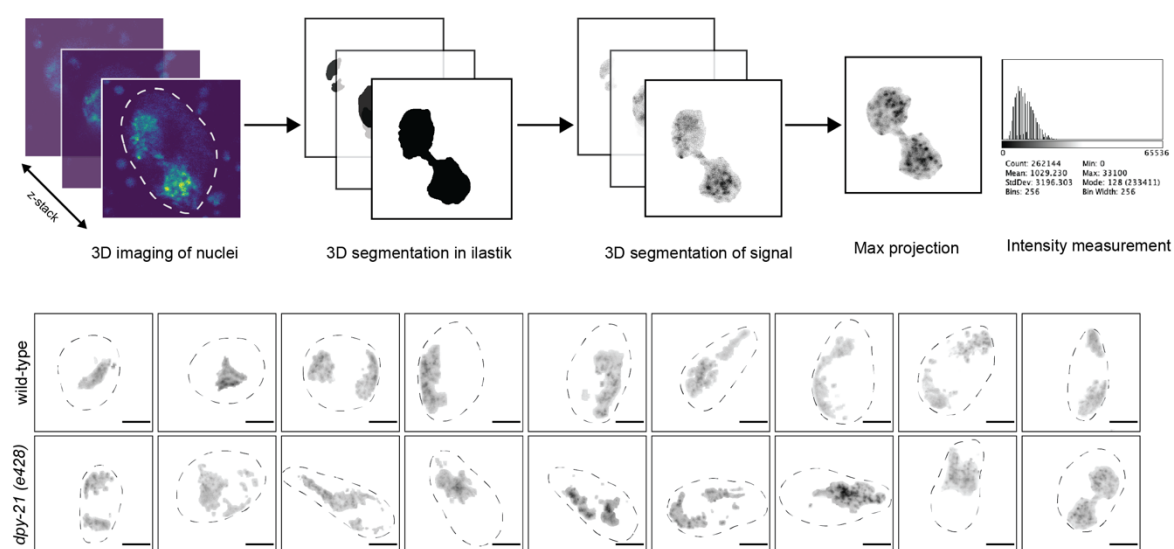 z-stack
3D imaging of nuclei
3D segmentation in ilastik
3D segmentation of signal
Max projection
0 65536
Count: 262144 Min: 0
Mean: 1029.230 Max: 33100
StdDev: 3196.303 Mode: 128 (233411)
Bins: 256 Bin Width: 256
Intensity measurement
wild-type
dpy-21 (e428)